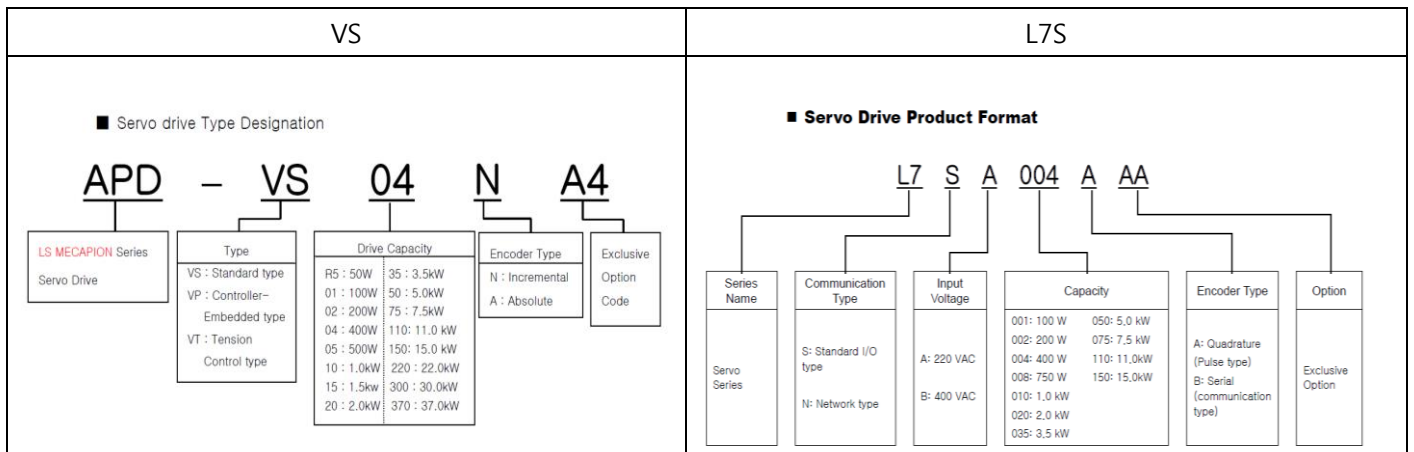 VS
L7S
■ Servo drive Type Designation
APD – VS 04 N A4
LS MECAPION Series
Servo Drive
Type
VS : Standard type
VP : Controller-
Embedded type
VT : Tension
Control type
Drive Capacity
R5 : 50W 35 : 3.5kW
01 : 100W 50 : 5.0kW
02 : 200W 75 : 7.5kW
04 : 400W 110: 11.0 kW
05 : 500W 150: 15.0 kW
10 : 1.0kW 220 : 22.0kW
15 : 1.5kw 300 : 30.0kW
20 : 2.0kW 370 : 37.0kW
Encoder Type
N : Incremental
A : Absolute
Exclusive
Option
Code
■ Servo Drive Product Format
L7 S A 004 A AA
Series
Name
Servo
Series
Communication
Type
S: Standard I/O
type
N: Network type
Input
Voltage
A: 220 VAC
B: 400 VAC
Capacity
001: 100 W 050: 5,0 kW
002: 200 W 075: 7,5 kW
004: 400 W 110: 11,0kW
008: 750 W 150: 15,0kW
010: 1,0 kW
020: 2,0 kW
035: 3,5 kW
Encoder Type
A: Quadrature
(Pulse type)
B: Serial
(communication
type)
Option
Exclusive
Option